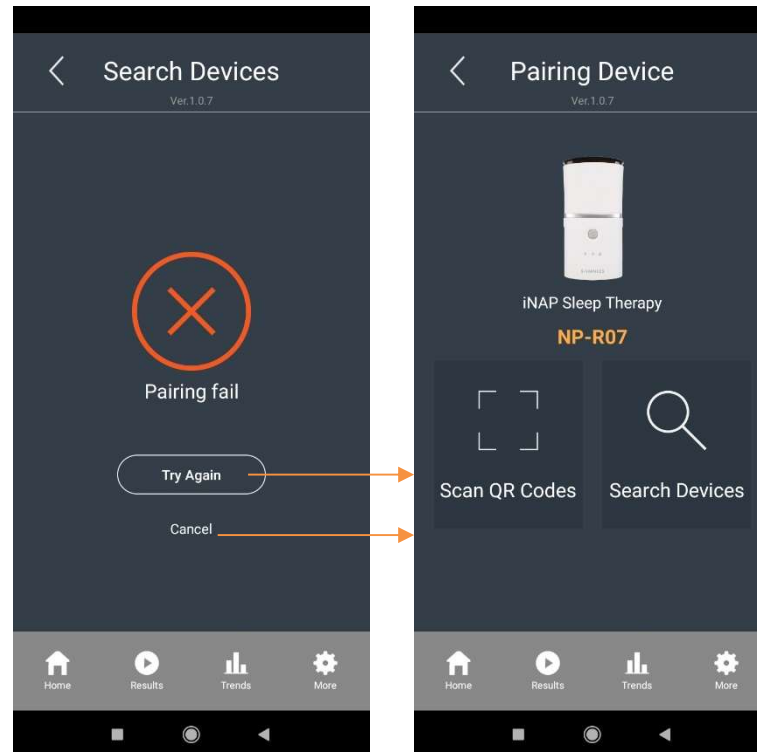 Search Devices
Ver.1.0.7
Pairing fail
Try Again
Cancel
Home
Results
Trends
More
Pairing Device
Ver.1.0.7
iNAP Sleep Therapy
NP-R07
Scan QR Codes
Search Devices
Home
Results
Trends
More